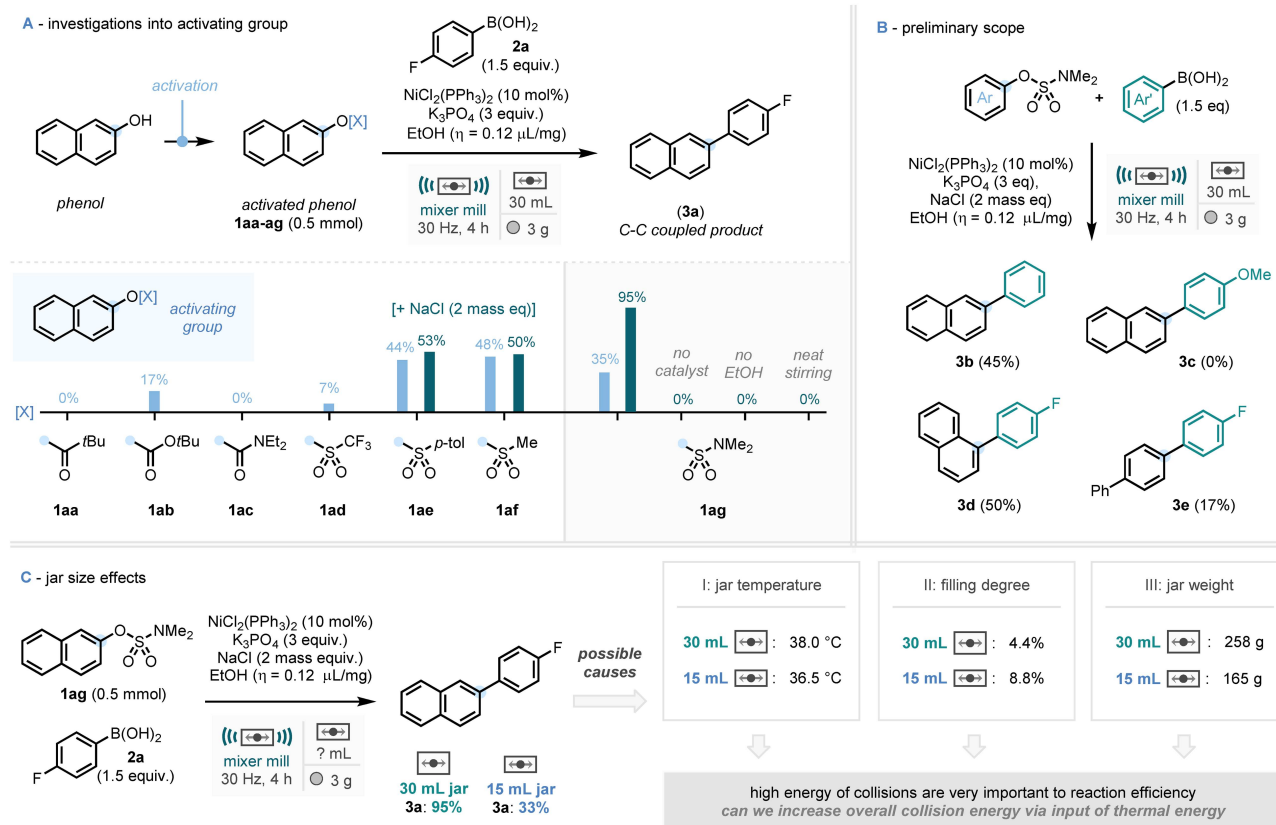 A - investigations into activating group
B(OH)2
2a
(1.5 equiv.)
F
activation
NiCl2(PPh3)2 (10 mol%)
K3PO4 (3 equiv.)
EtOH (η = 0.12 μL/mg)
OH
O[X]
F
phenol
activated phenol
1aa-ag (0.5 mmol)
mixer mill
30 Hz, 4 h
30 mL
3 g
(3a)
C-C coupled product
O[X]
activating
group
[+ NaCl (2 mass eq)]
[X]
0%
17%
0%
7%
44%
53%
48%
50%
35%
95%
no
catalyst
0%
no
EtOH
0%
neat
stirring
0%
tBu
O
OtBu
O
NEt2
O
CF3
S
O O
p-tol
S
O O
Me
S
O O
NMe2
S
O O
1aa
1ab
1ac
1ad
1ae
1af
1ag
B - preliminary scope
Ar
O
S
NMe2
O O
+
Ar'
B(OH)2
(1.5 eq)
NiCl2(PPh3)2 (10 mol%)
K3PO4 (3 eq),
NaCl (2 mass eq)
EtOH (η = 0.12 μL/mg)
mixer mill
30 Hz, 4 h
30 mL
3 g
3b (45%)
OMe
3c (0%)
F
3d (50%)
F
Ph
3e (17%)
C - jar size effects
O
S
NMe2
O O
1ag (0.5 mmol)
B(OH)2
2a
(1.5 equiv.)
F
NiCl2(PPh3)2 (10 mol%)
K3PO4 (3 equiv.)
NaCl (2 mass equiv.)
EtOH (η = 0.12 μL/mg)
mixer mill
30 Hz, 4 h
? mL
3 g
F
30 mL jar
3a: 95%
15 mL jar
3a: 33%
possible
causes
I: jar temperature
30 mL : 38.0 °C
15 mL : 36.5 °C
II: filling degree
30 mL : 4.4%
15 mL : 8.8%
III: jar weight
30 mL : 258 g
15 mL : 165 g
high energy of collisions are very important to reaction efficiency
can we increase overall collision energy via input of thermal energy